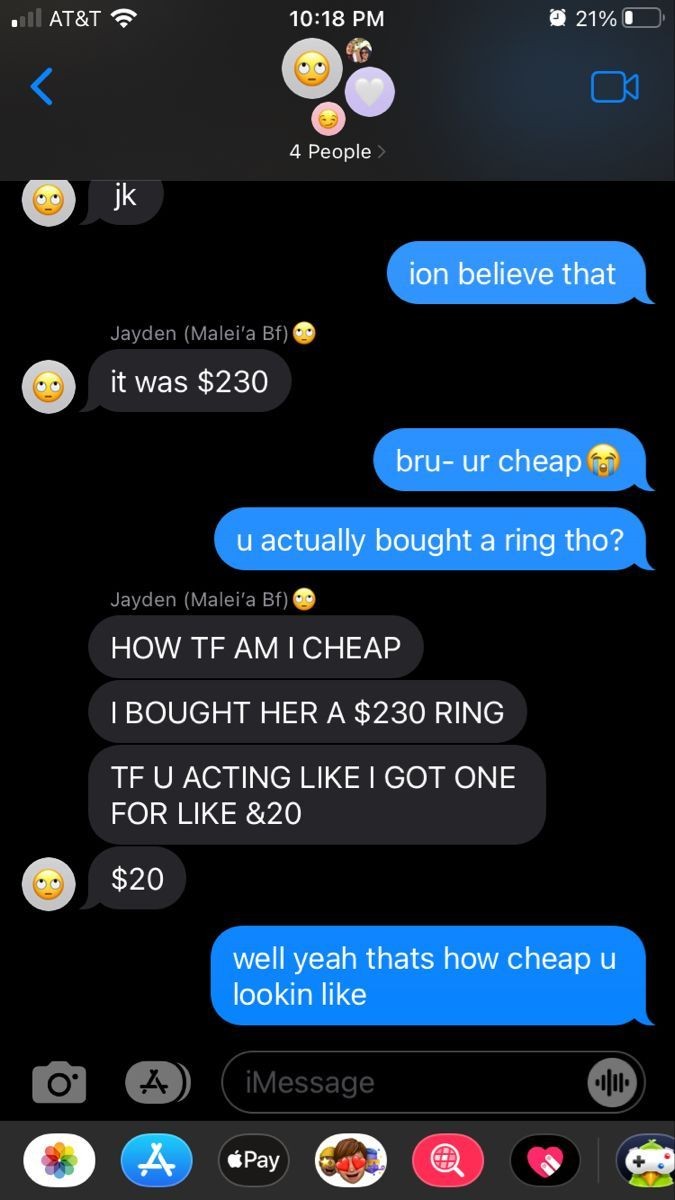 AT&T
10:18 PM
21%
4 People
jk
ion believe that
Jayden (Malei'a Bf)🙄
it was $230
bru- ur cheap😭
u actually bought a ring tho?
Jayden (Malei'a Bf)🙄
HOW TF AM I CHEAP
I BOUGHT HER A $230 RING
TF U ACTING LIKE I GOT ONE
FOR LIKE &20
$20
well yeah thats how cheap u
lookin like
iMessage
Pay